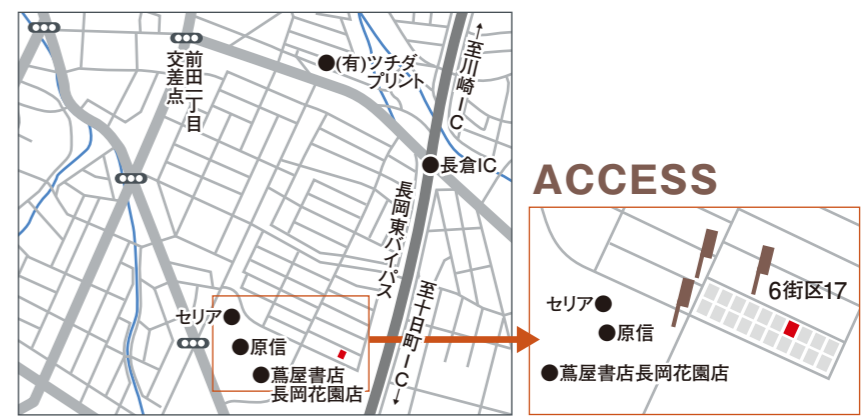 前田一丁目
交差点
●(有)ツチダ
プリント
←至川崎IC
●長倉IC
長岡東バイパス
至十日町IC→
セリア●
●原信
●蔦屋書店
長岡花園店
ACCESS
6街区17
セリア●
●原信
●蔦屋書店長岡花園店